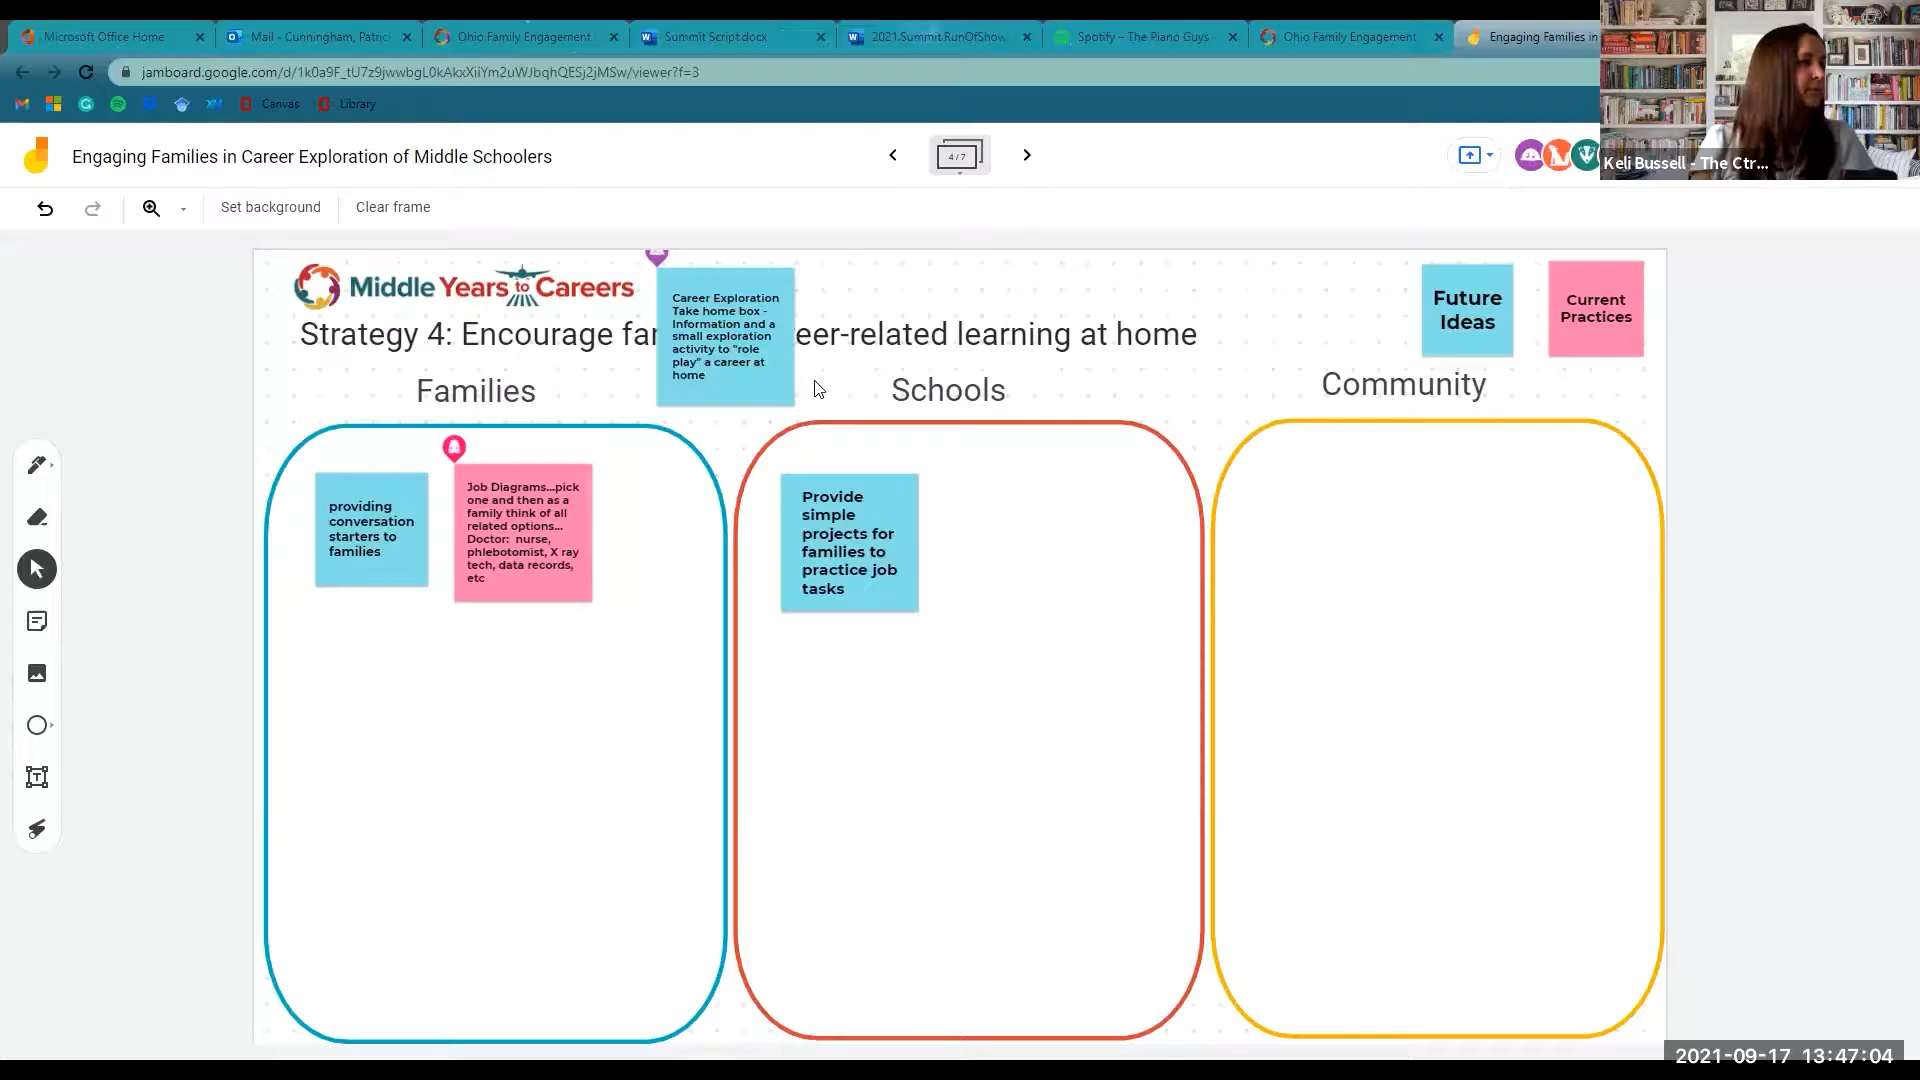 Microsoft Office Home
Mail - Cunningham, Patric
Ohio Family Engagement
Summit Script.docx
2021.Summit.RunOfShow
Spotify – The Piano Guys -
Ohio Family Engagement
Engaging Families in
jamboard.google.com/d/1k0a9F_tU7z9jwwbgL0kAkxXiiYm2uWJbqhQESj2jMSw/viewer?f=3
Canvas
Library
Engaging Families in Career Exploration of Middle Schoolers
4 / 7
Keli Bussell - The Ctr...
Set background
Clear frame
Middle Years to Careers
Strategy 4: Encourage fa
eer-related learning at home
Career Exploration
Take home box -
Information and a
small exploration
activity to "role
play" a career at
home
Future
Ideas
Current
Practices
Families
Schools
Community
providing
conversation
starters to
families
Job Diagrams...pick
one and then as a
family think of all
related options...
Doctor: nurse,
phlebotomist, X ray
tech, data records,
etc
Provide
simple
projects for
families to
practice job
tasks
2021-09-17 13:47:04